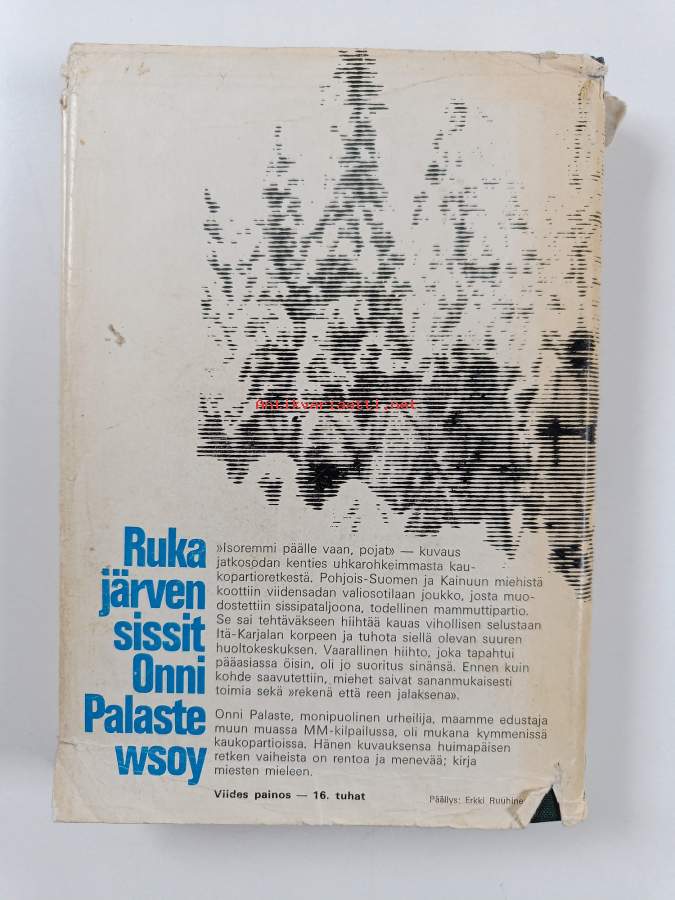 Antikvariaatti.net
Ruka
järven
sissit
Onni
Palaste
wsoy
»Isoremmi päälle vaan, pojat» — kuvaus
jatkosodan kenties uhkarohkeimmasta kau-
kopartioretkestä. Pohjois-Suomen ja Kainuun miehistä
koottiin viidensadan valiosotilaan joukko, josta muo-
dostettiin sissipataljoona, todellinen mammuttipartio.
Se sai tehtäväkseen hiihtää kauas vihollisen selustaan
Itä-Karjalan korpeen ja tuhota siellä olevan suuren
huoltokeskuksen. Vaarallinen hiihto, joka tapahtui
pääasiassa öisin, oli jo suoritus sinänsä. Ennen kuin
kohde saavutettiin, miehet saivat sananmukaisesti
toimia sekä »rekenä että reen jalaksena».
Onni Palaste, monipuolinen urheilija, maamme edustaja
muun muassa MM-kilpailussa, oli mukana kymmenissä
kaukopartioissa. Hänen kuvauksensa huimapäisen
retken vaiheista on rentoa ja menevää; kirja
miesten mieleen.
Viides painos — 16. tuhat
Päällys: Erkki Ruuhine